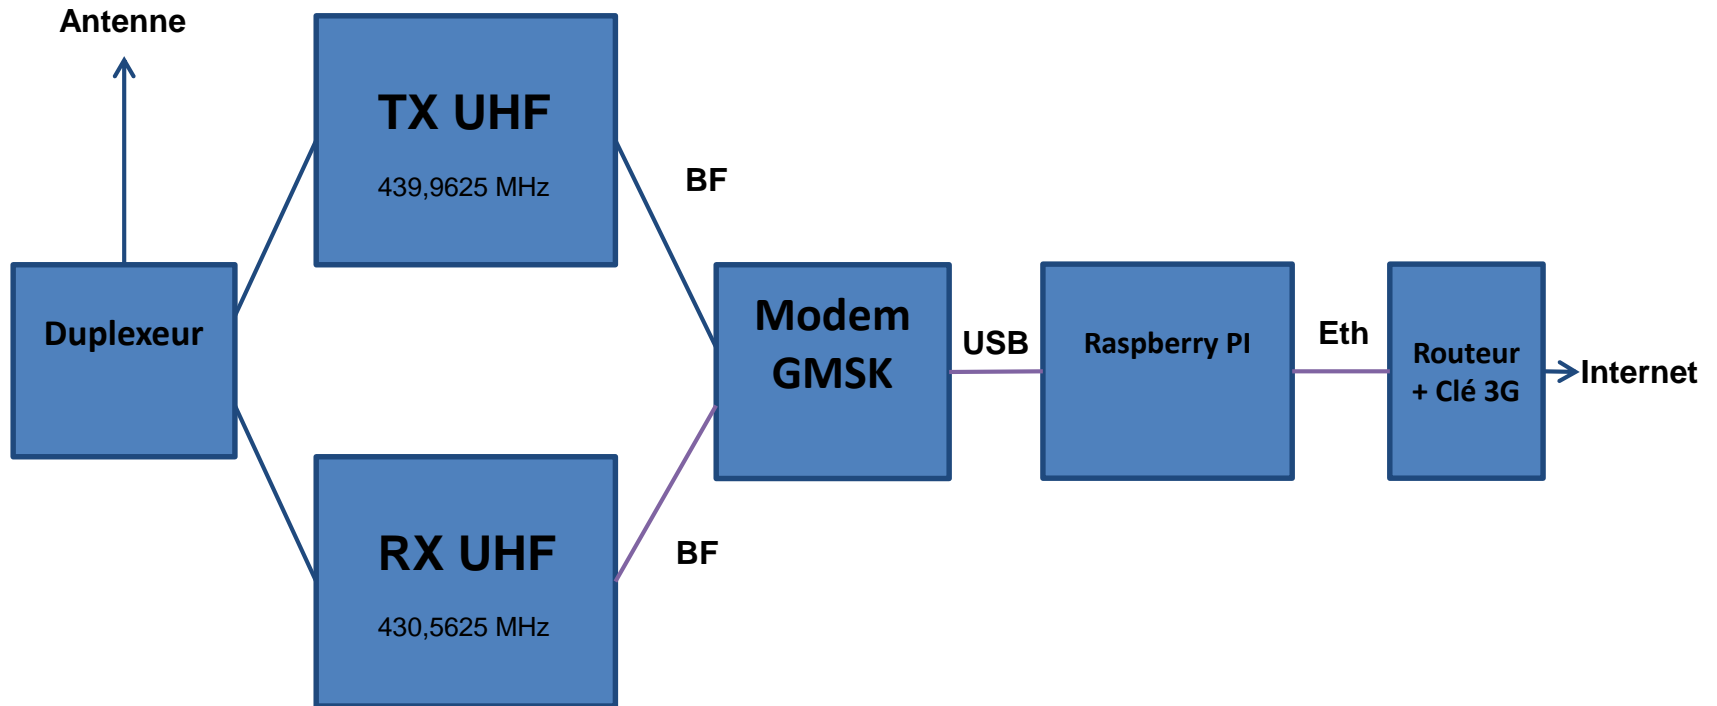 Antenne
TX UHF
439,9625 MHz
BF
Duplexeur
Modem
GMSK
USB
Raspberry PI
Eth
Routeur
+ Clé 3G
Internet
RX UHF
430,5625 MHz
BF